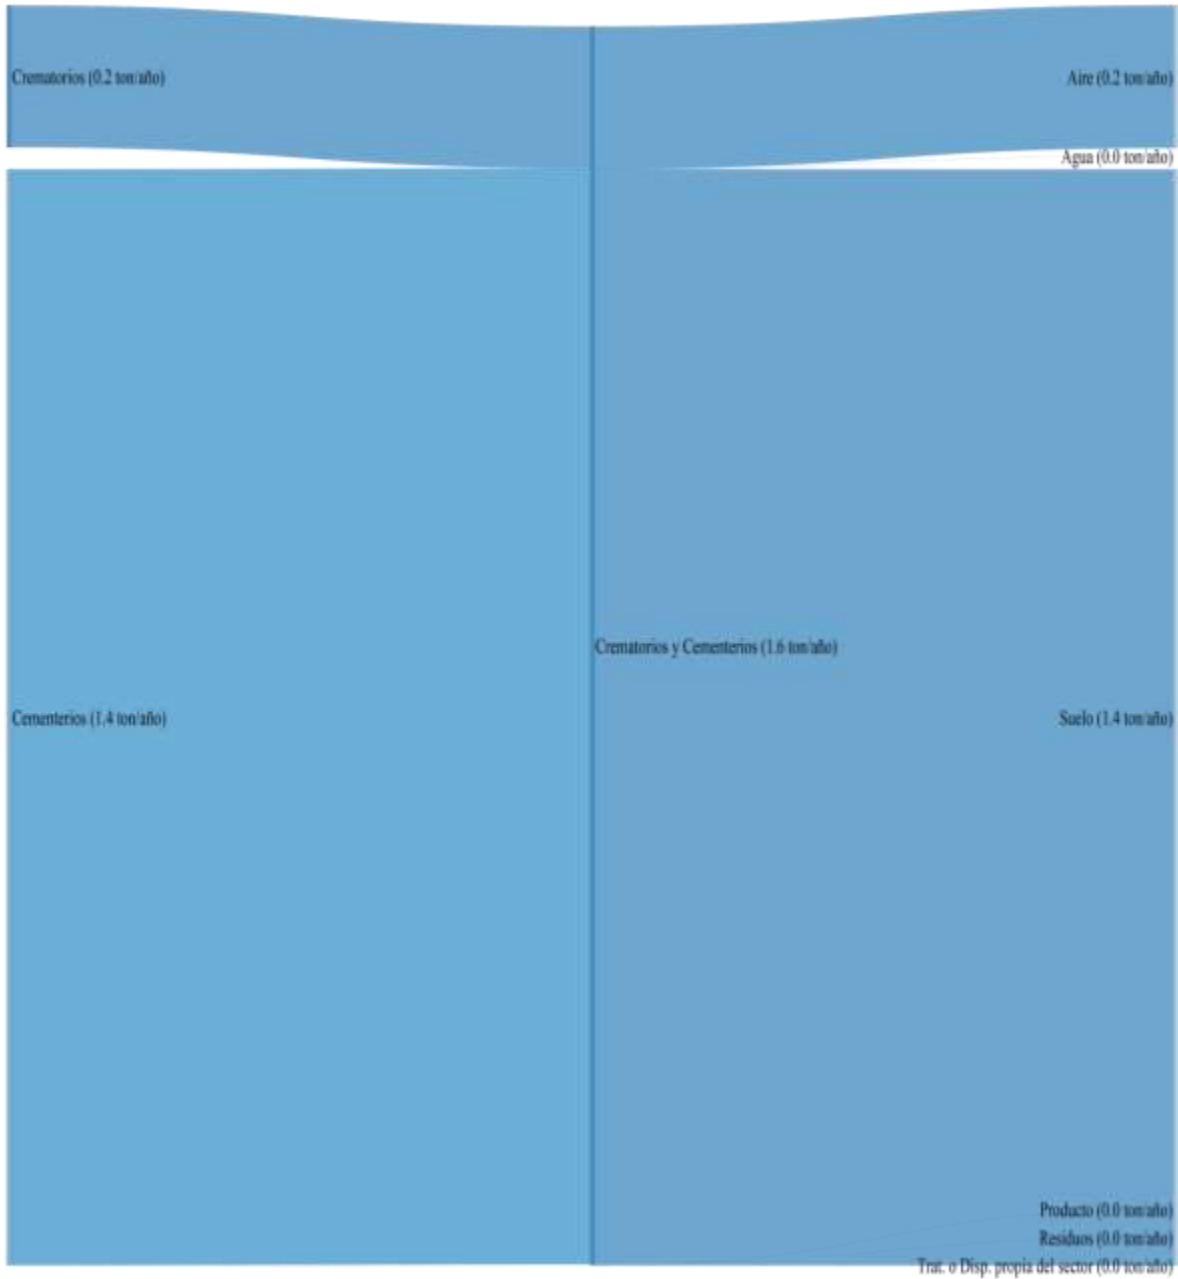 Crematorios (0.2 ton/año)
Aire (0.2 ton/año)
Agua (0.0 ton/año)
Crematorios y Cementerios (1.6 ton/año)
Cementerios (1.4 ton/año)
Suelo (1.4 ton/año)
Producto (0.0 ton/año)
Residuos (0.0 ton/año)
Trat. o Disp. propia del sector (0.0 ton/año)